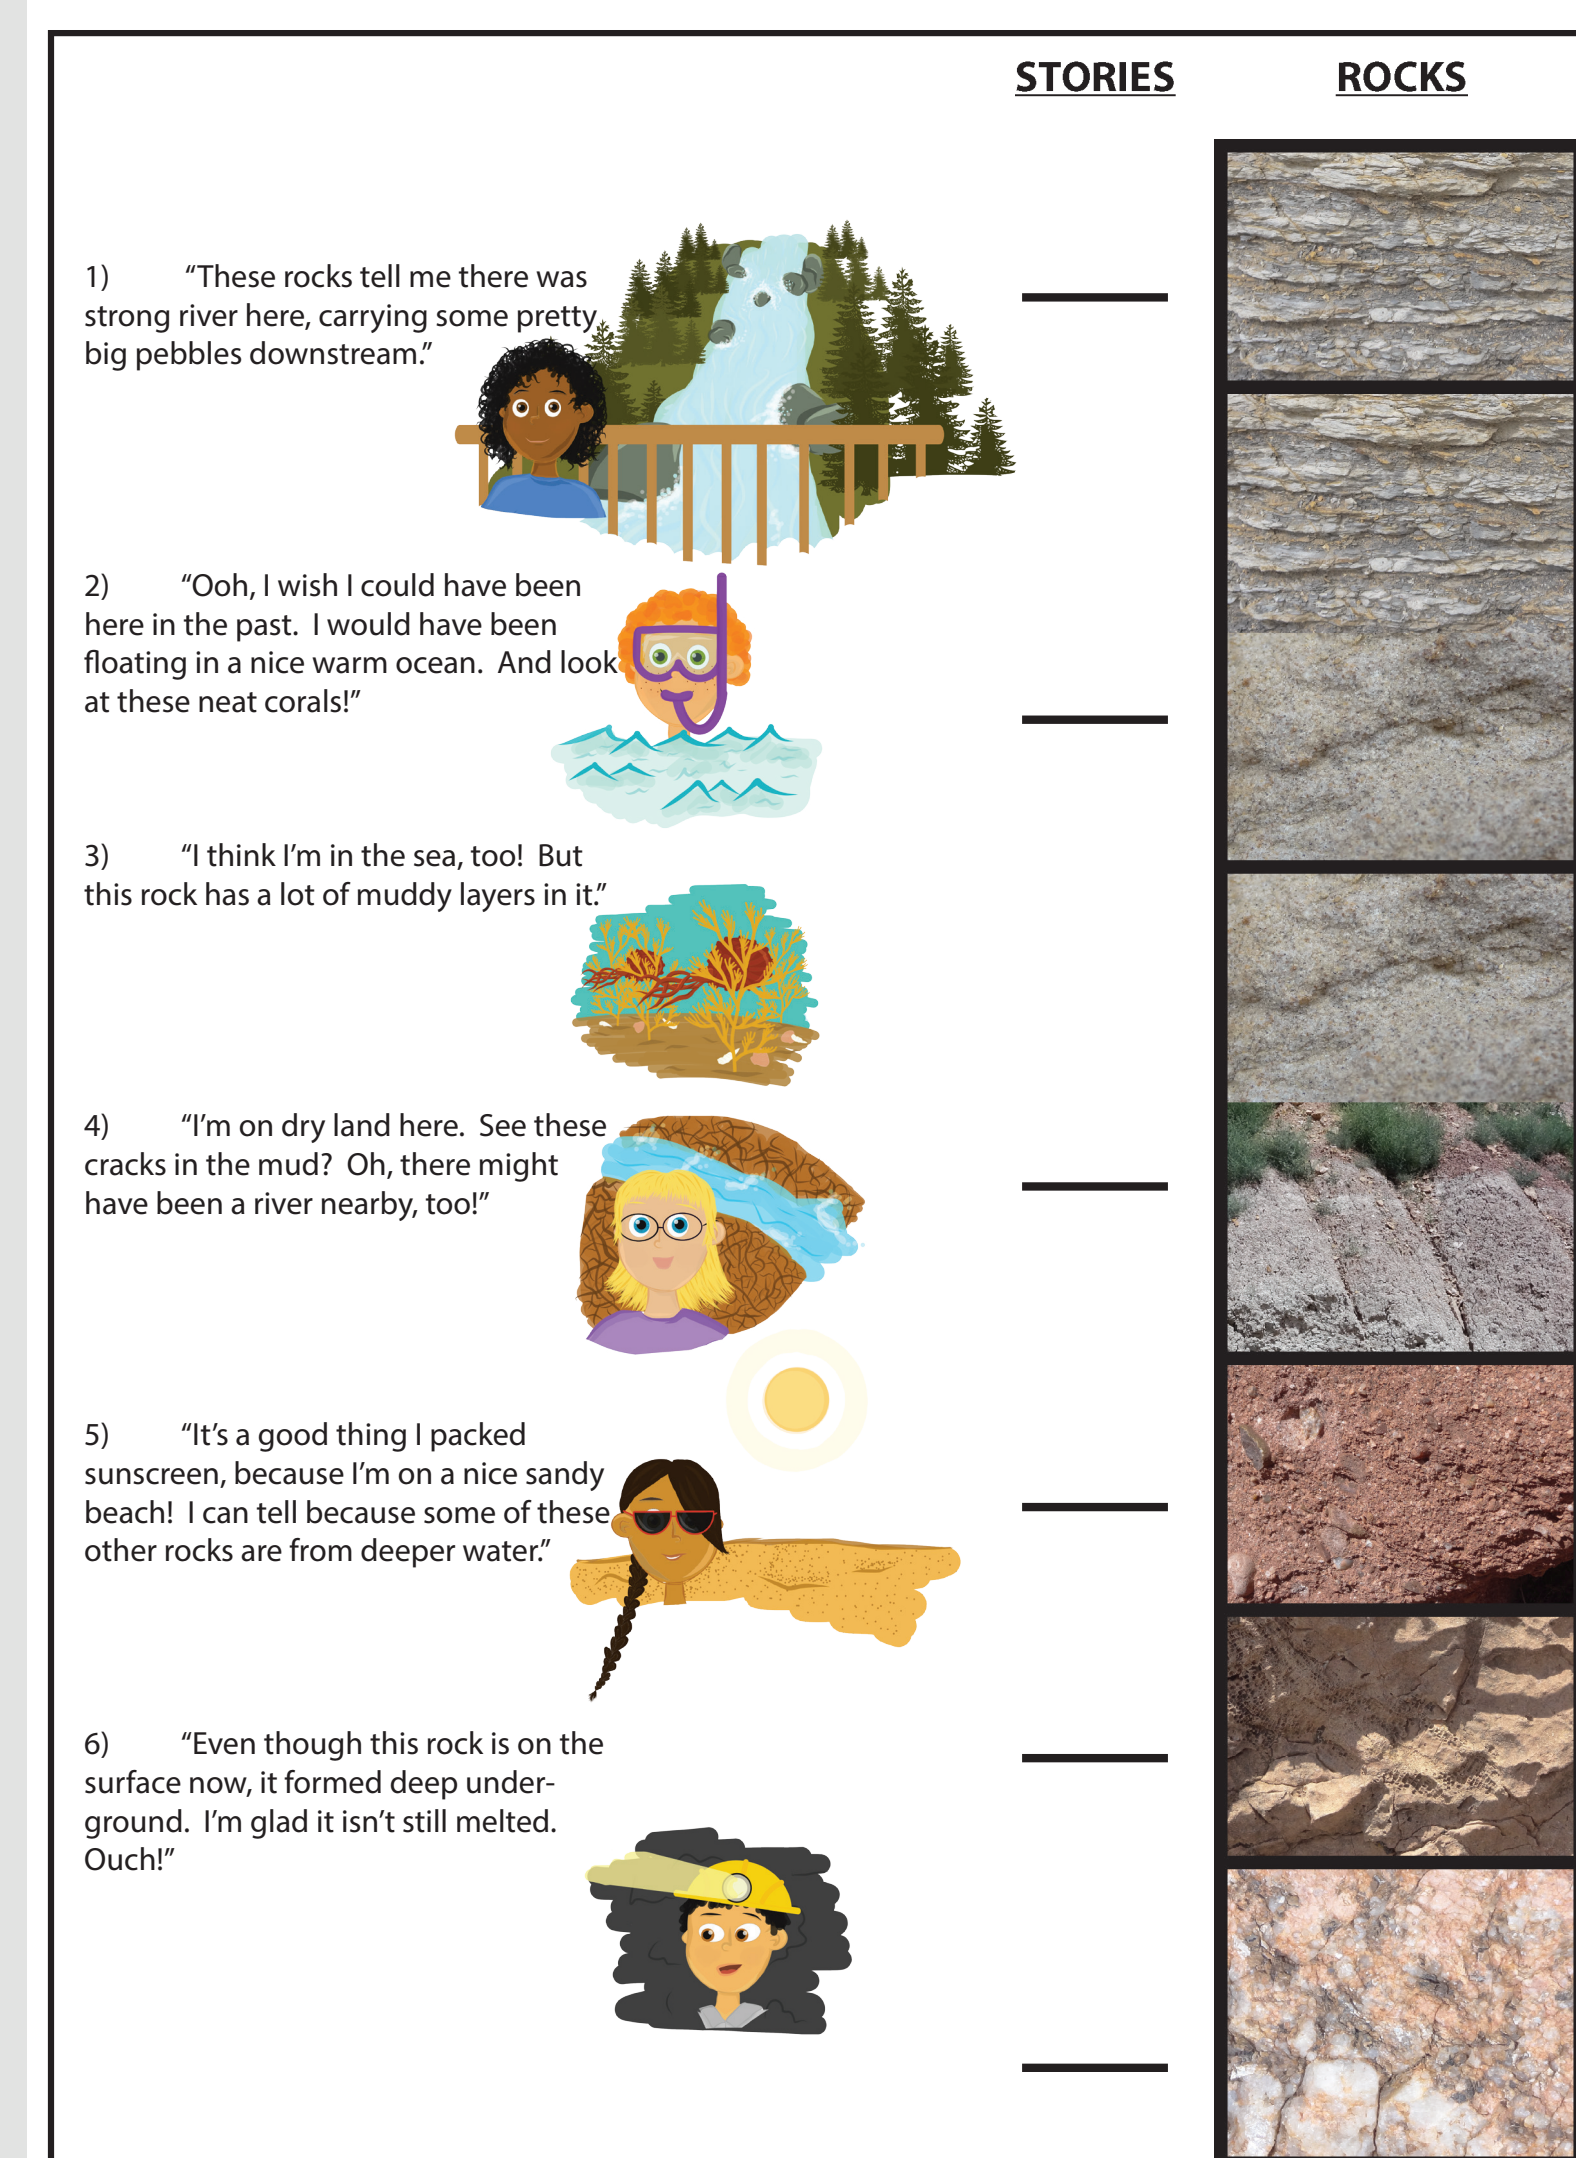 STORIES ROCKS
1) “These rocks tell me there was
strong river here, carrying some pretty
big pebbles downstream.”
2) “Ooh, I wish I could have been
here in the past. I would have been
floating in a nice warm ocean. And look
at these neat corals!”
3) “I think I’m in the sea, too! But
this rock has a lot of muddy layers in it.”
4) “I’m on dry land here. See these
cracks in the mud? Oh, there might
have been a river nearby, too!”
5) “It’s a good thing I packed
sunscreen, because I’m on a nice sandy
beach! I can tell because some of these
other rocks are from deeper water.”
6) “Even though this rock is on the
surface now, it formed deep under-
ground. I’m glad it isn’t still melted.
Ouch!”